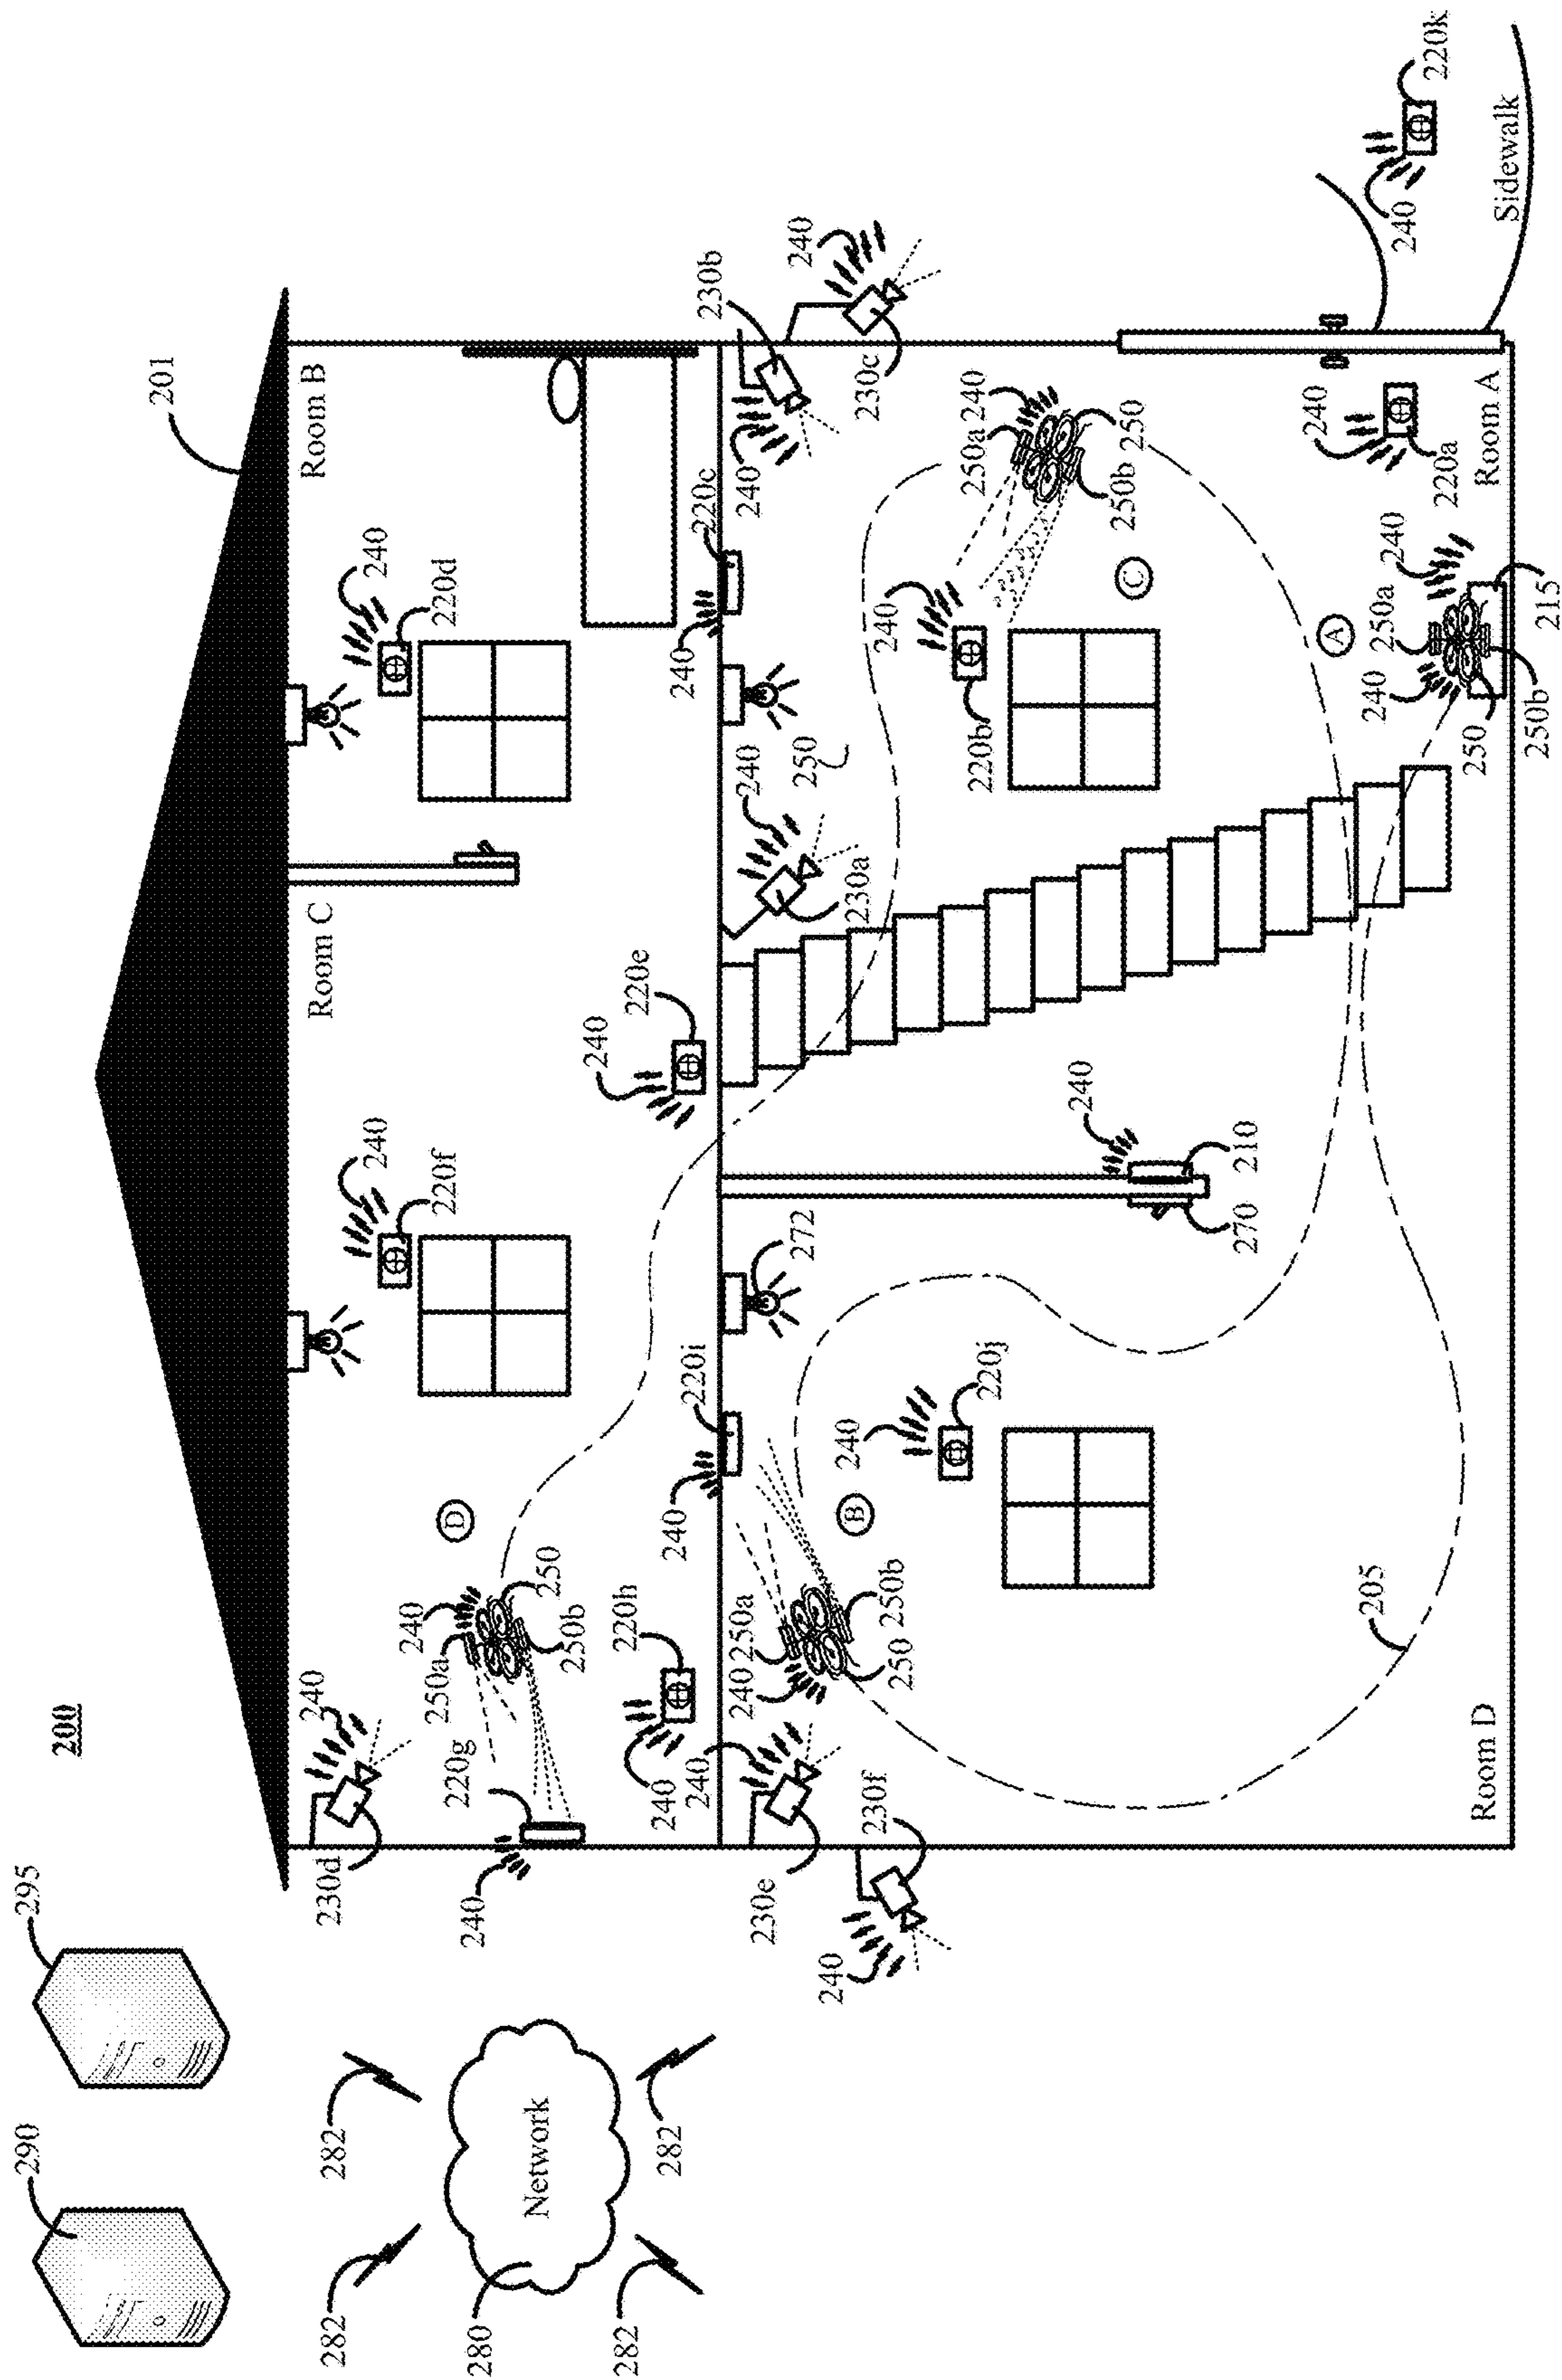 290
295
200
201
282
282
230d
240
Room C
Room B
240
240
220f
220d
240
250a
D
220g
240
250
250b
280
Network
240
220h
240
220e
282
282
240
240
240
220i
240
220c
230b
240
250a
240
240
272
250
240
240
230e
B
240
230a
230c
230f
250b
250
240
220j
240
220b
250a
240
250
250b
C
240
210
270
A
240
240
220a
205
240
250a
240
Room D
250
Room A
220k
Sidewalk
250b
215